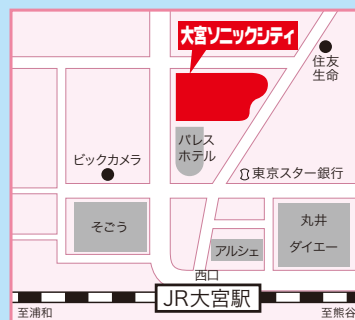 大宮ソニックシティ
住友
生命
パレス
ホテル
ビックカメラ
東京スター銀行
そごう
丸井
ダイエー
アルシェ
西口
JR大宮駅
至浦和
至熊谷